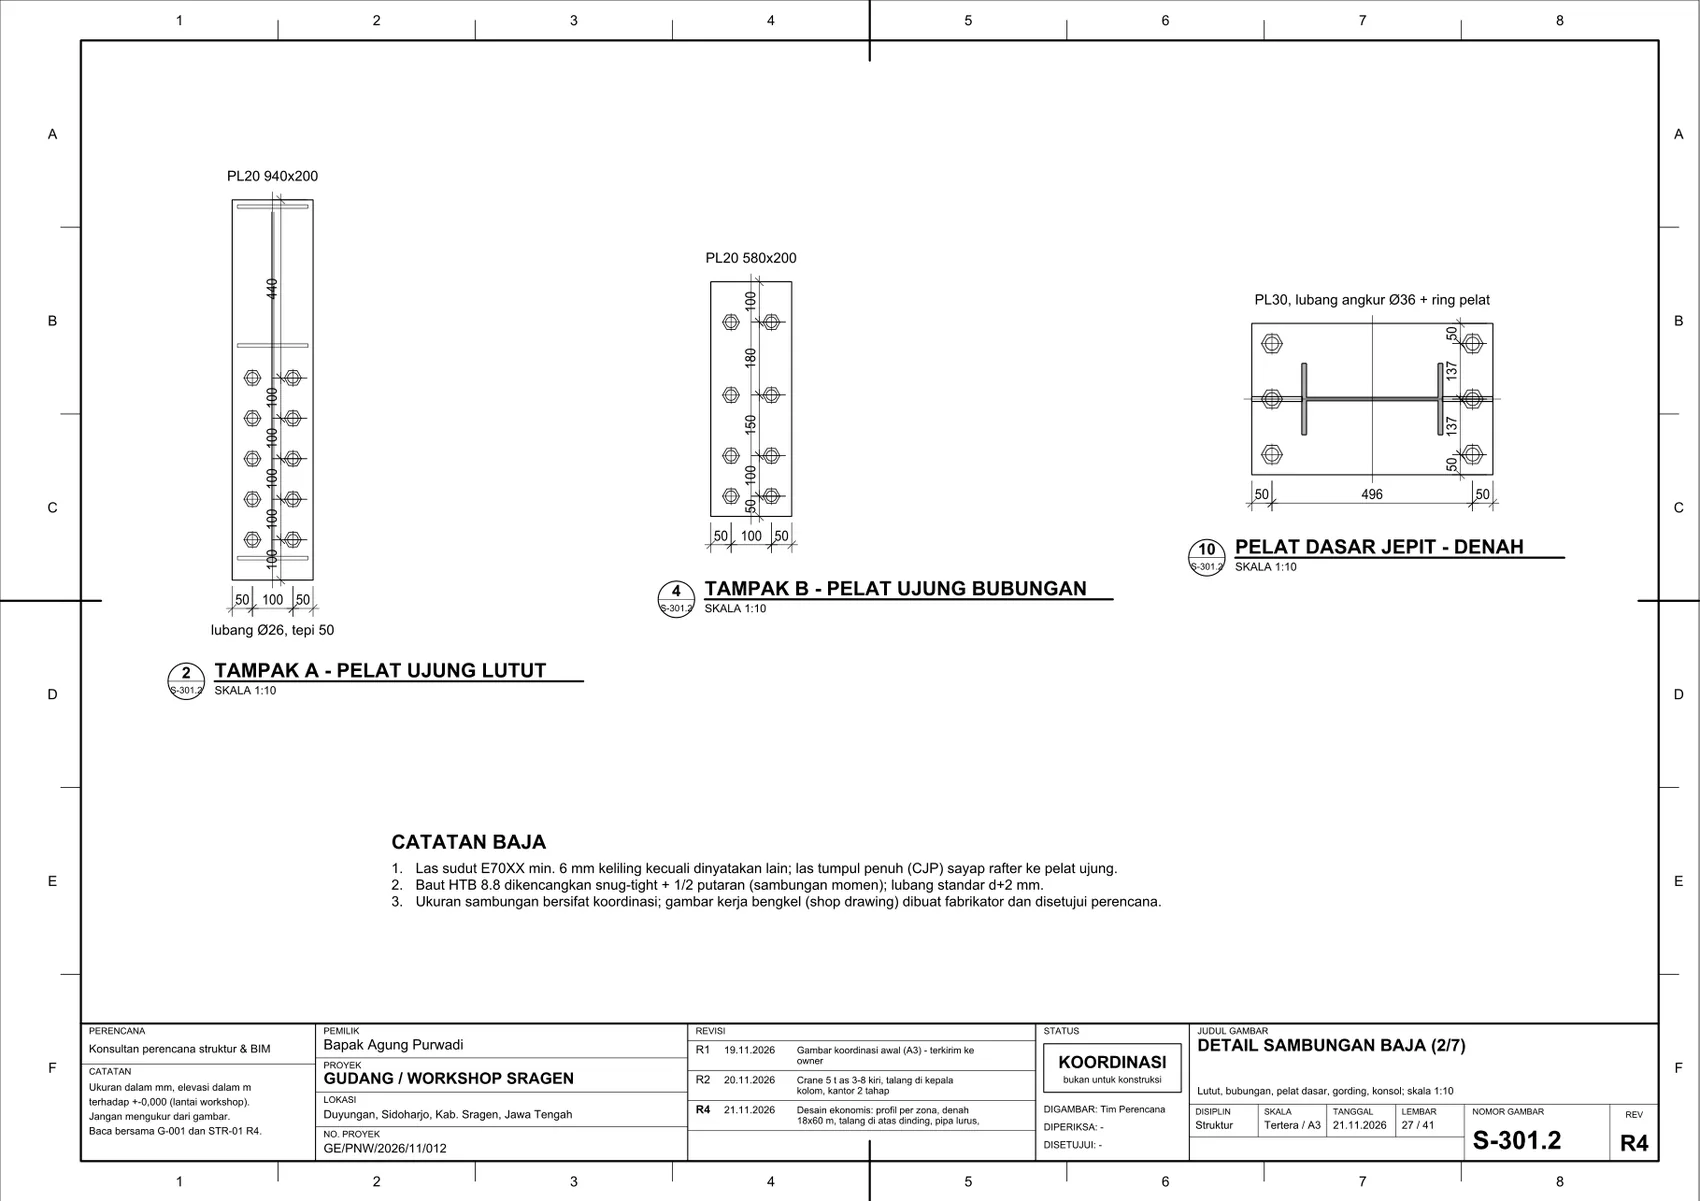 1 2 3 4 5 6 7 8
A A
B B
C C
D D
E E
F F
PL20 940x200
440
100
100
100
100
100
50 100 50
lubang Ø26, tepi 50
2
S-301.2
TAMPAK A - PELAT UJUNG LUTUT
SKALA 1:10
PL20 580x200
100
180
150
100
50
50 100 50
4
S-301.2
TAMPAK B - PELAT UJUNG BUBUNGAN
SKALA 1:10
PL30, lubang angkur Ø36 + ring pelat
50
137
137
50
50 496 50
10
S-301.2
PELAT DASAR JEPIT - DENAH
SKALA 1:10
CATATAN BAJA
1. Las sudut E70XX min. 6 mm keliling kecuali dinyatakan lain; las tumpul penuh (CJP) sayap rafter ke pelat ujung.
2. Baut HTB 8.8 dikencangkan snug-tight + 1/2 putaran (sambungan momen); lubang standar d+2 mm.
3. Ukuran sambungan bersifat koordinasi; gambar kerja bengkel (shop drawing) dibuat fabrikator dan disetujui perencana.
PERENCANA
Konsultan perencana struktur & BIM
CATATAN
Ukuran dalam mm, elevasi dalam m
terhadap +-0,000 (lantai workshop).
Jangan mengukur dari gambar.
Baca bersama G-001 dan STR-01 R4.
PEMILIK
Bapak Agung Purwadi
PROYEK
GUDANG / WORKSHOP SRAGEN
LOKASI
Duyungan, Sidoharjo, Kab. Sragen, Jawa Tengah
NO. PROYEK
GE/PNW/2026/11/012
REVISI
R1 19.11.2026 Gambar koordinasi awal (A3) - terkirim ke
owner
R2 20.11.2026 Crane 5 t as 3-8 kiri, talang di kepala
kolom, kantor 2 tahap
R4 21.11.2026 Desain ekonomis: profil per zona, denah
18x60 m, talang di atas dinding, pipa lurus,
STATUS
KOORDINASI
bukan untuk konstruksi
DIGAMBAR: Tim Perencana
DIPERIKSA: -
DISETUJUI: -
JUDUL GAMBAR
DETAIL SAMBUNGAN BAJA (2/7)
Lutut, bubungan, pelat dasar, gording, konsol; skala 1:10
DISIPLIN SKALA TANGGAL LEMBAR NOMOR GAMBAR REV
Struktur Tertera / A3 21.11.2026 27 / 41
S-301.2 R4
1 2 3 4 5 6 7 8